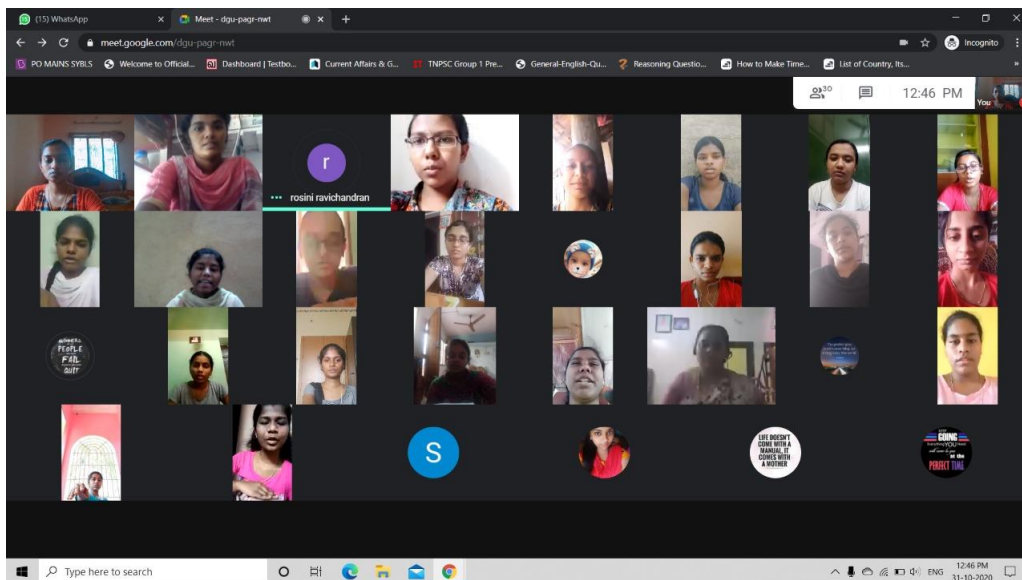 (15) WhatsApp
Meet - dgu-pagr-nwt
meet.google.com/dgu-pagr-nwt
Incognito
PO MAINS SYBLS
Welcome to Official...
Dashboard | Testbo...
Current Affairs & G...
TNPSC Group 1 Pre...
General-English-Qu...
Reasoning Questio...
How to Make Time...
List of Country, Its...
30
12:46 PM
You
r
rosini ravichandran
PEOPLE
FAIL
QUIT
S
LIFE DOESN'T
COME WITH A
MANUAL, IT
COMES WITH
A MOTHER
GOING
at the
PERFECT TIME
Type here to search
ENG
12:46 PM
31-10-2020